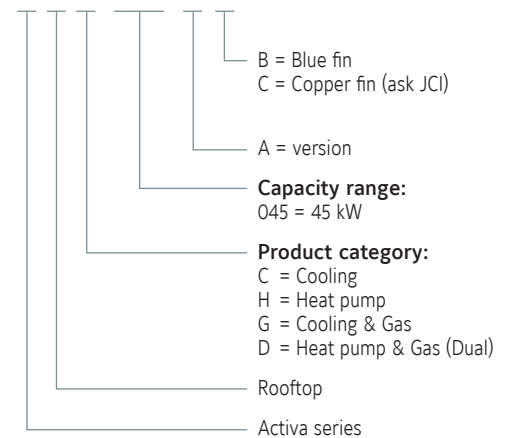 B = Blue fin
C = Copper fin (ask JCI)
A = version
Capacity range:
045 = 45 kW
Product category:
C = Cooling
H = Heat pump
G = Cooling & Gas
D = Heat pump & Gas (Dual)
Rooftop
Activa series